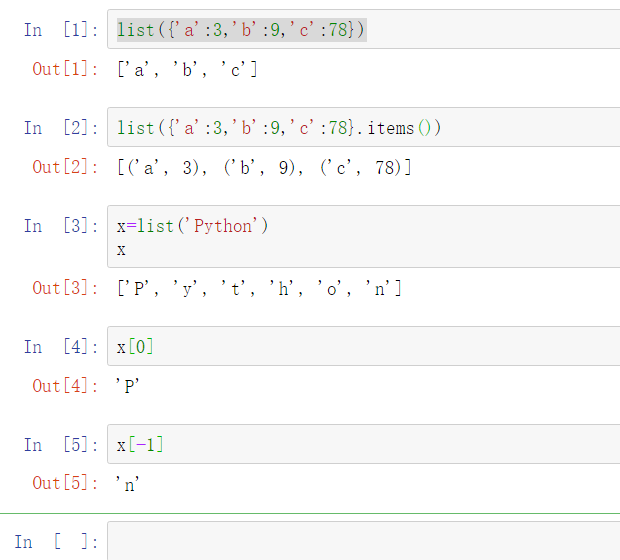 In [1]: list({'a':3,'b':9,'c':78})
Out[1]: ['a', 'b', 'c']
In [2]: list({'a':3,'b':9,'c':78}.items())
Out[2]: [('a', 3), ('b', 9), ('c', 78)]
In [3]: x=list('Python')
x
Out[3]: ['P', 'y', 't', 'h', 'o', 'n']
In [4]: x[0]
Out[4]: 'P'
In [5]: x[-1]
Out[5]: 'n'
In [ ]: